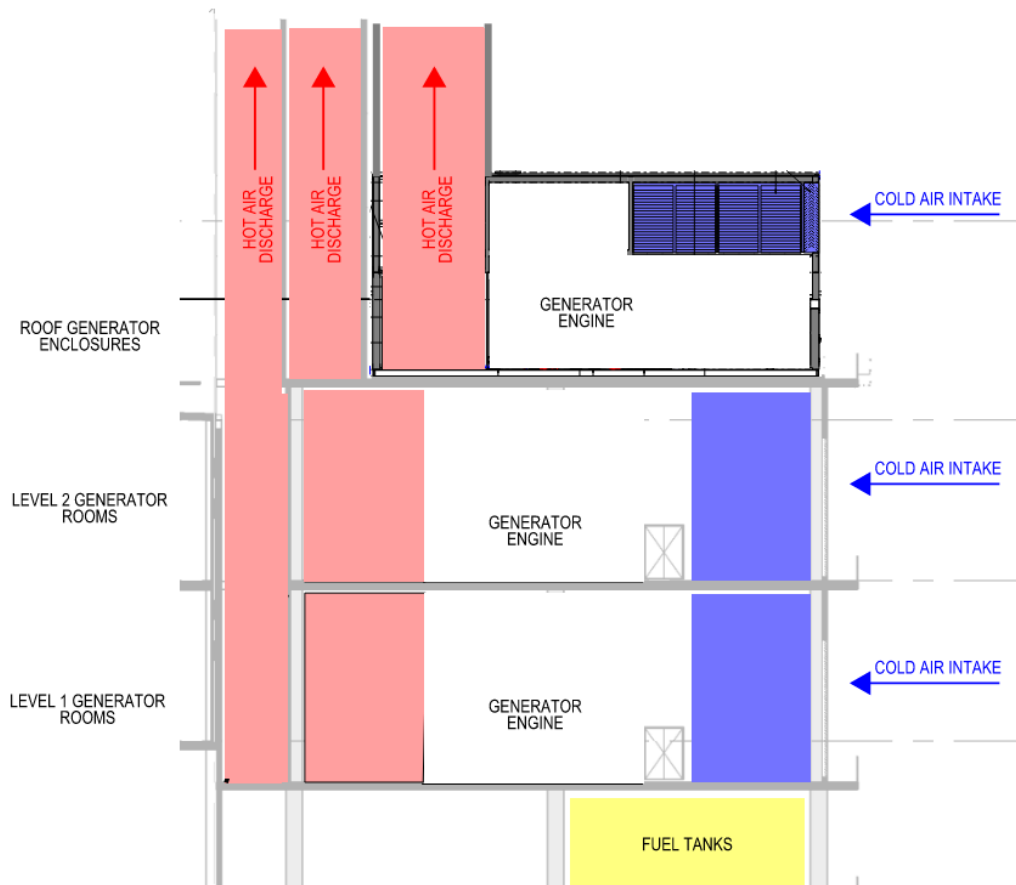 HOT AIR
DISCHARGE
HOT AIR
DISCHARGE
HOT AIR
DISCHARGE
COLD AIR INTAKE
GENERATOR
ENGINE
ROOF GENERATOR
ENCLOSURES
COLD AIR INTAKE
LEVEL 2 GENERATOR
ROOMS
GENERATOR
ENGINE
COLD AIR INTAKE
LEVEL 1 GENERATOR
ROOMS
GENERATOR
ENGINE
FUEL TANKS